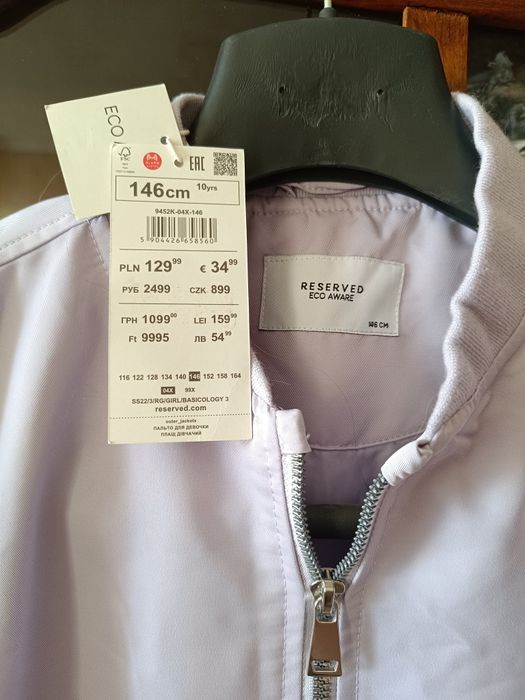 ECO
FSC
EAC
146cm 10yrs
9452K-04X-146
5 904426 658560
PLN 129⁹⁹ € 34⁹⁹
РУБ 2499 CZK 899
ГРН 1099⁰⁰ LEI 159⁹⁹
Ft 9995 ЛВ 54⁹⁹
116 122 128 134 140 146 152 158 164
04X 99X
SS22/3/RG/GIRL/BASICOLOGY 3
reserved.com
outer_jackets
ПАЛЬТО ДЛЯ ДЕВОЧКИ
ПЛАЩ ДІВЧАЧИЙ
RESERVED
ECO AWARE
146 CM